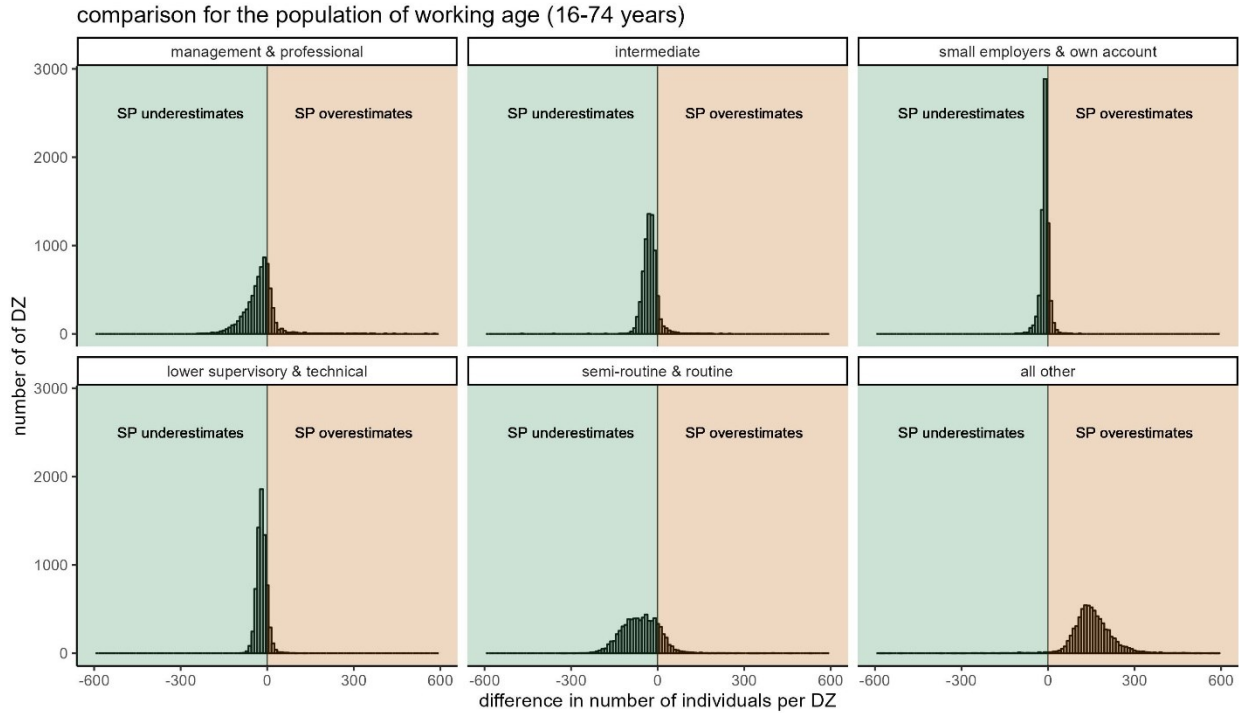 comparison for the population of working age (16-74 years)
management & professional
intermediate
small employers & own account
3000
2000
1000
0
SP underestimates
SP overestimates
SP underestimates
SP overestimates
SP underestimates
SP overestimates
number of of DZ
lower supervisory & technical
semi-routine & routine
all other
3000
2000
1000
0
SP underestimates
SP overestimates
SP underestimates
SP overestimates
SP underestimates
SP overestimates
-600 -300 0 300 600
-600 -300 0 300 600
-600 -300 0 300 600
difference in number of individuals per DZ